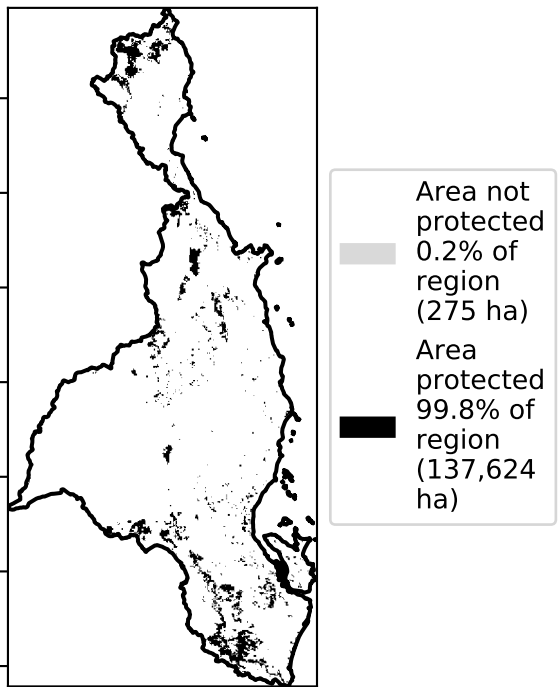 Area not
protected
0.2% of
region
(275 ha)
Area
protected
99.8% of
region
(137,624
ha)